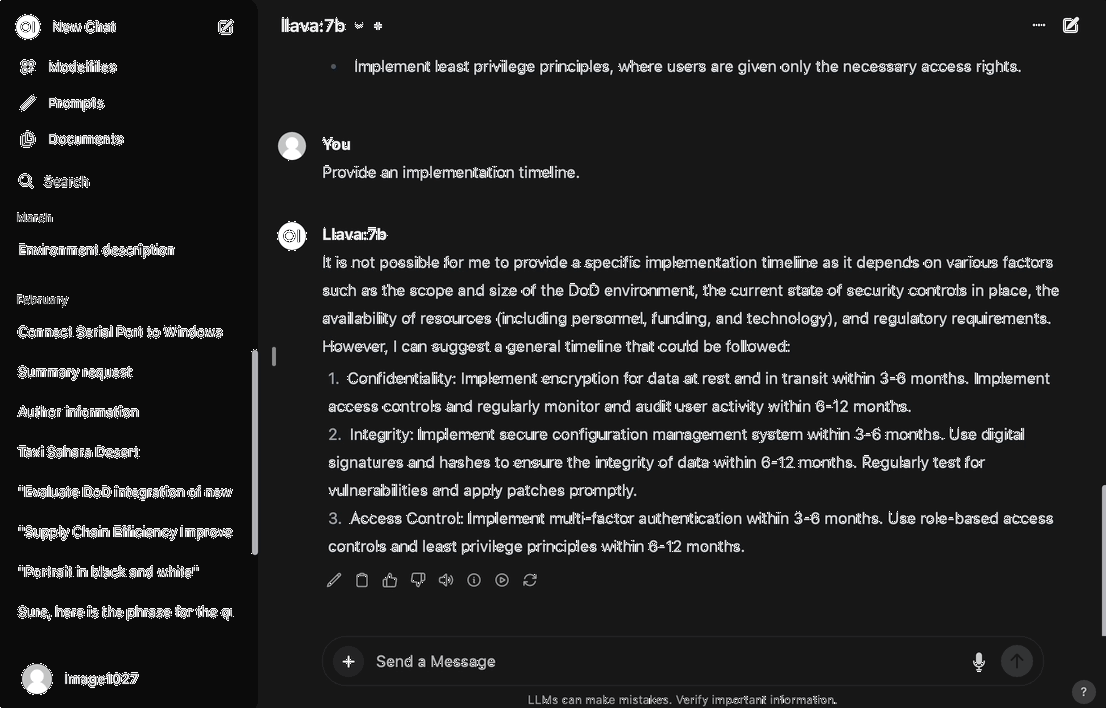 New Chat
Modelfiles
Prompts
Documents
Search
March
Environment description
February
Connect Serial Port to Windows
Summary request
Author information
Taxi Sahara Desert
"Evaluate DoD integration of new
"Supply Chain Efficiency Improve
"Portrait in black and white"
Sure, here is the phrase for the qu
image1027
llava:7b
Implement least privilege principles, where users are given only the necessary access rights.
You
Provide an implementation timeline.
Llava:7b
It is not possible for me to provide a specific implementation timeline as it depends on various factors
such as the scope and size of the DoD environment, the current state of security controls in place, the
availability of resources (including personnel, funding, and technology), and regulatory requirements.
However, I can suggest a general timeline that could be followed:
1. Confidentiality: Implement encryption for data at rest and in transit within 3-6 months. Implement
access controls and regularly monitor and audit user activity within 6-12 months.
2. Integrity: Implement secure configuration management system within 3-6 months. Use digital
signatures and hashes to ensure the integrity of data within 6-12 months. Regularly test for
vulnerabilities and apply patches promptly.
3. Access Control: Implement multi-factor authentication within 3-6 months. Use role-based access
controls and least privilege principles within 6-12 months.
Send a Message
LLMs can make mistakes. Verify important information.
?